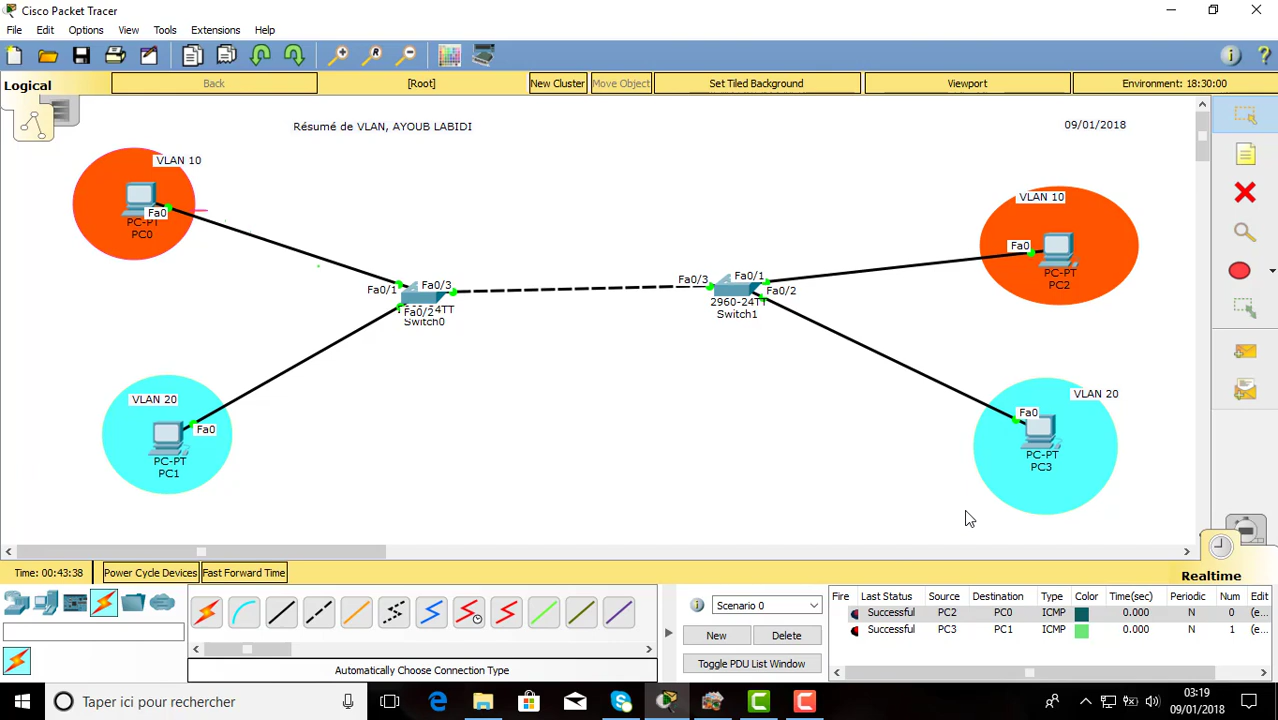 Cisco Packet Tracer
File Edit Options View Tools Extensions Help
Logical Back [Root] New Cluster Move Object Set Tiled Background Viewport Environment: 18:30:00
Résumé de VLAN, AYOUB LABIDI
09/01/2018
VLAN 10
Fa0
PC-PT
PC0
VLAN 10
Fa0
PC-PT
PC2
Fa0/1 Fa0/3
Fa0/2 4TT
Switch0
Fa0/3 Fa0/1
Fa0/2
2960-24TT
Switch1
VLAN 20
Fa0
PC-PT
PC1
VLAN 20
Fa0
PC-PT
PC3
Time: 00:43:38 Power Cycle Devices Fast Forward Time
Realtime
Scenario 0
New Delete
Toggle PDU List Window
Automatically Choose Connection Type
Fire Last Status Source Destination Type Color Time(sec) Periodic Num Edit
Successful PC2 PC0 ICMP 0.000 N 0 (e...
Successful PC3 PC1 ICMP 0.000 N 1 (e...
Taper ici pour rechercher
03:19
09/01/2018